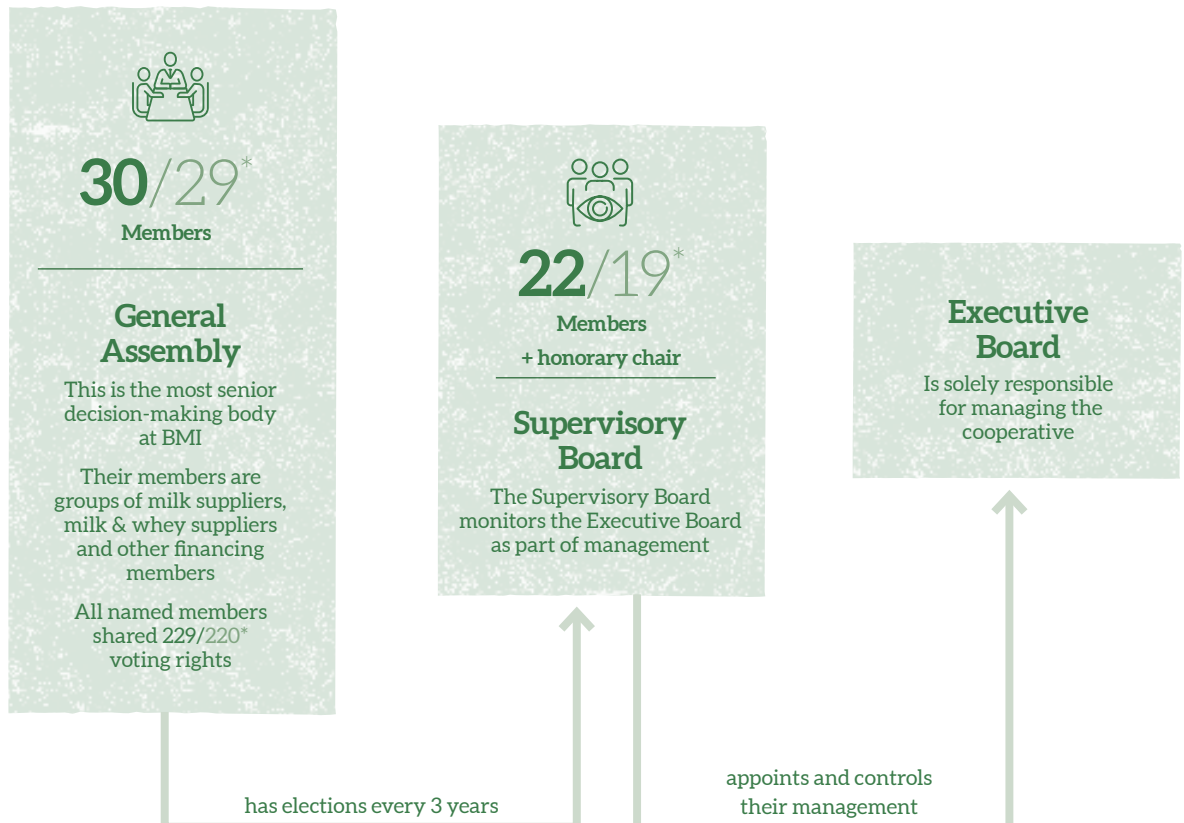 30/29*
Members
General
Assembly
This is the most senior
decision-making body
at BMI
Their members are
groups of milk suppliers,
milk & whey suppliers
and other financing
members
All named members
shared 229/220*
voting rights
22/19*
Members
+ honorary chair
Supervisory
Board
The Supervisory Board
monitors the Executive Board
as part of management
Executive
Board
Is solely responsible
for managing the
cooperative
has elections every 3 years
appoints and controls
their management